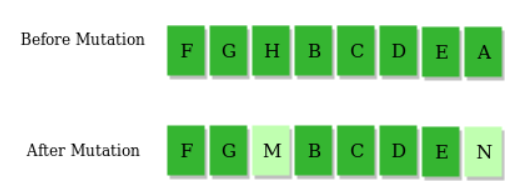 Before Mutation F G H B C D E A
After Mutation F G M B C D E N